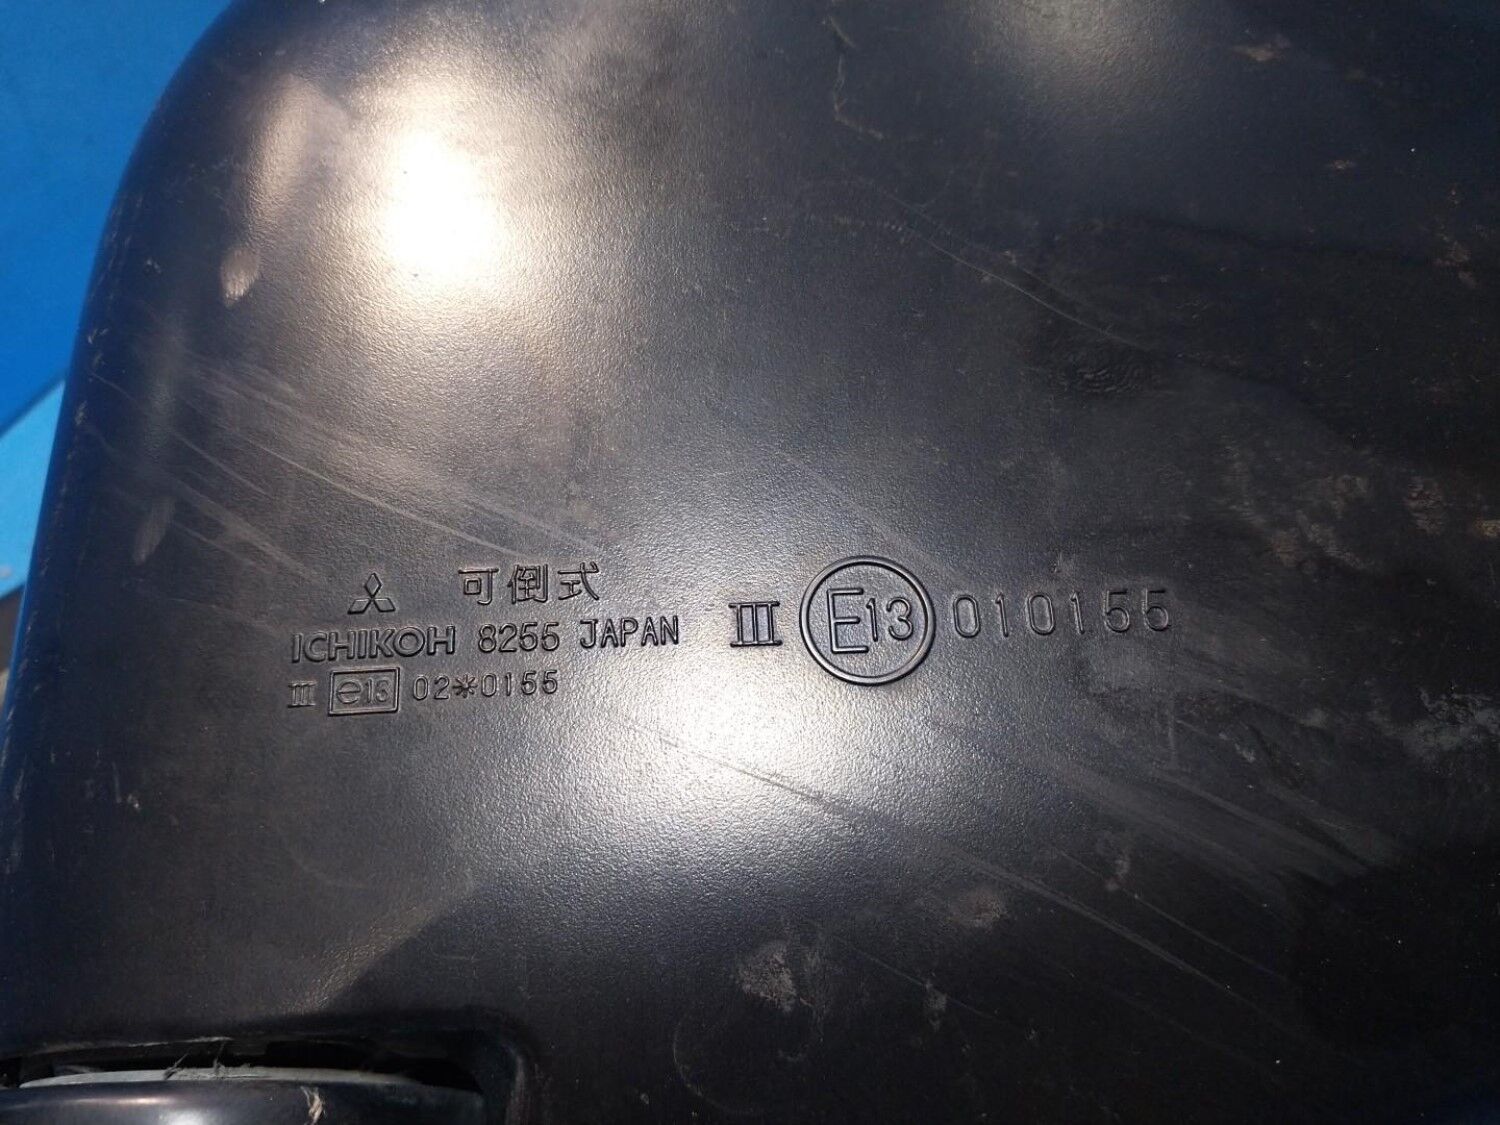 可倒式
ICHIKOH 8255 JAPAN
III E13 010155
III e13 02*0155